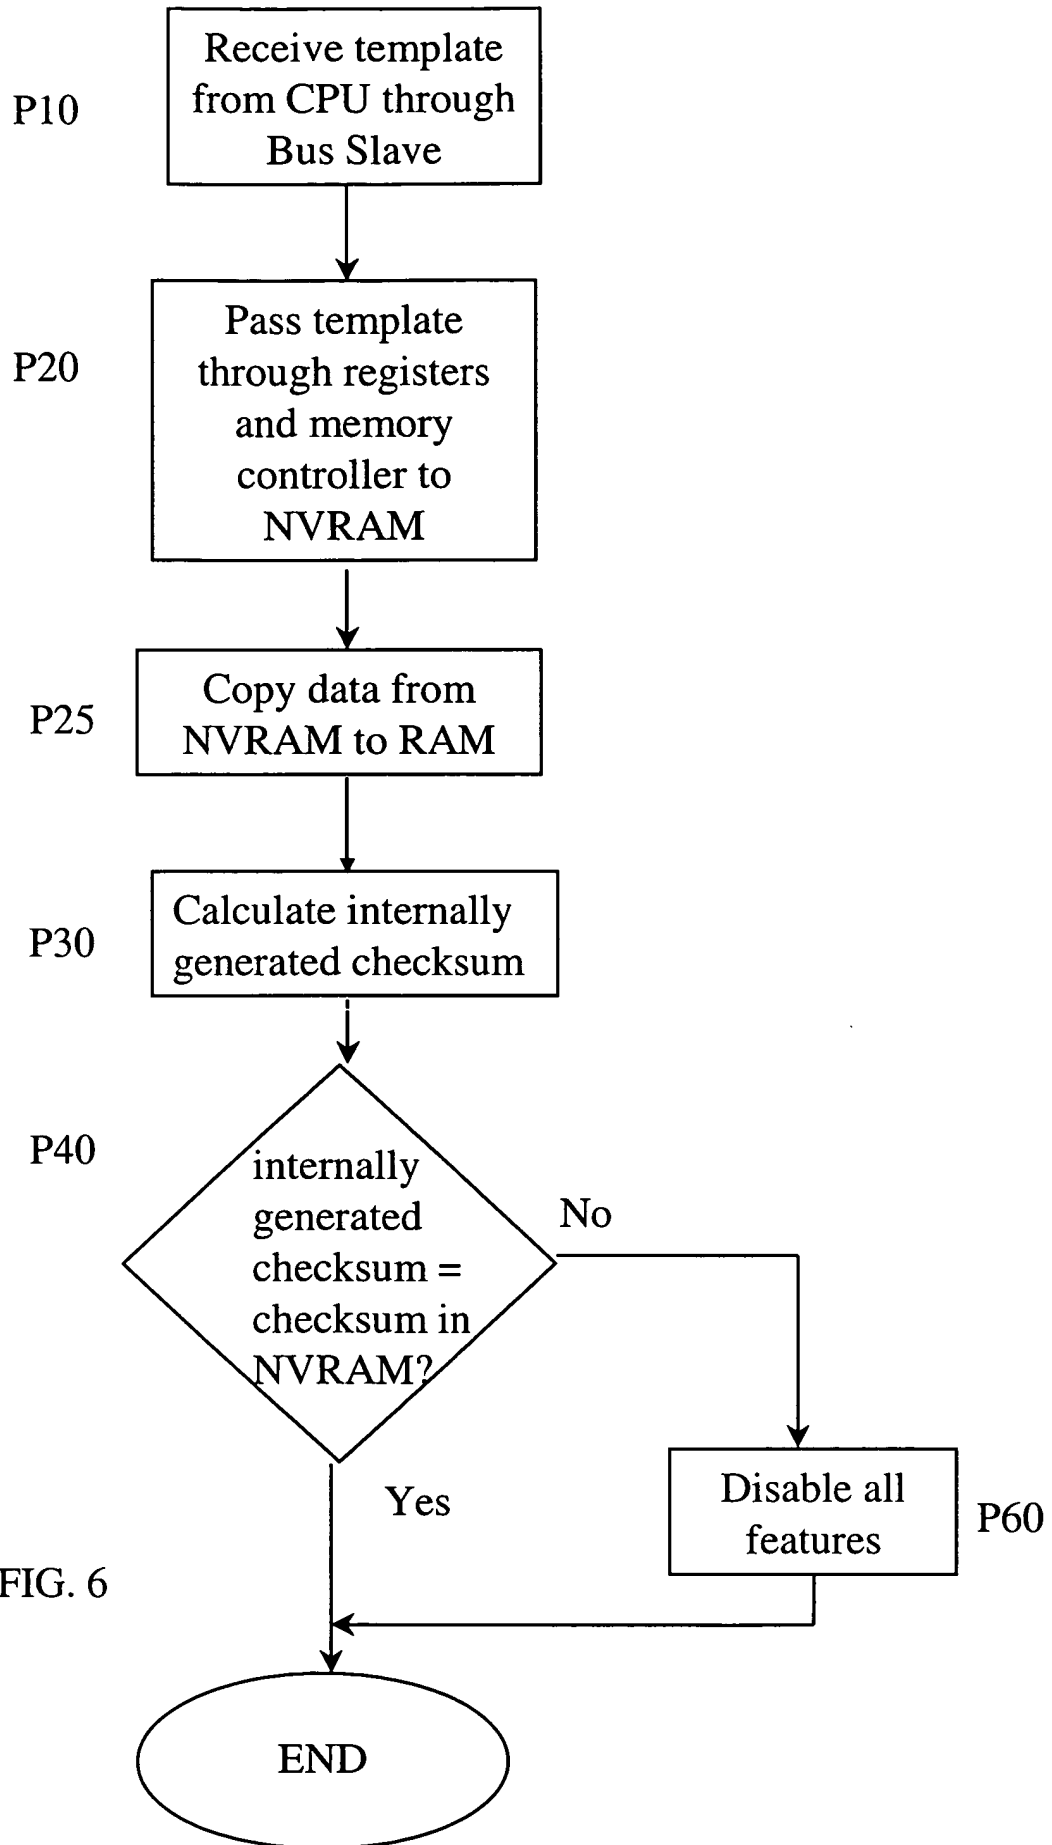 P10
Receive template
from CPU through
Bus Slave
P20
Pass template
through registers
and memory
controller to
NVRAM
P25
Copy data from
NVRAM to RAM
P30
Calculate internally
generated checksum
P40
internally
generated
checksum =
checksum in
NVRAM?
No
Yes
Disable all
features
P60
FIG. 6
END